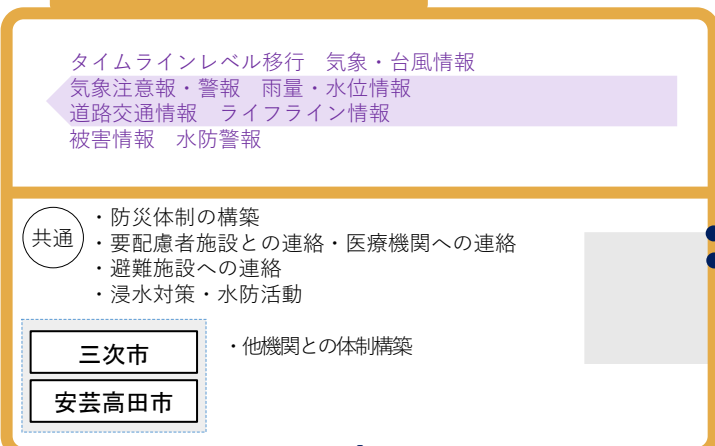 タイムラインレベル移行　気象・台風情報
気象注意報・警報　雨量・水位情報
道路交通情報　ライフライン情報
被害情報　水防警報
共通
・防災体制の構築
・要配慮者施設との連絡・医療機関への連絡
・避難施設への連絡
・浸水対策・水防活動
三次市
安芸高田市
・他機関との体制構築